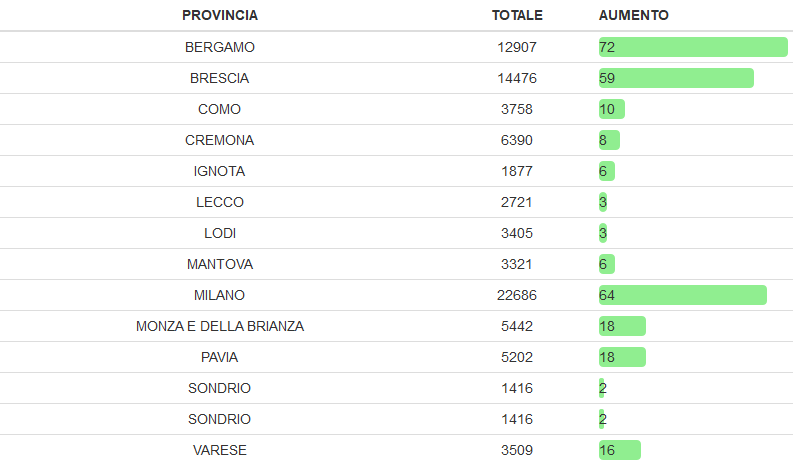 PROVINCIA TOTALE AUMENTO
BERGAMO 12907 72
BRESCIA 14476 59
COMO 3758 10
CREMONA 6390 8
IGNOTA 1877 6
LECCO 2721 3
LODI 3405 3
MANTOVA 3321 6
MILANO 22686 64
MONZA E DELLA BRIANZA 5442 18
PAVIA 5202 18
SONDRIO 1416 2
SONDRIO 1416 2
VARESE 3509 16